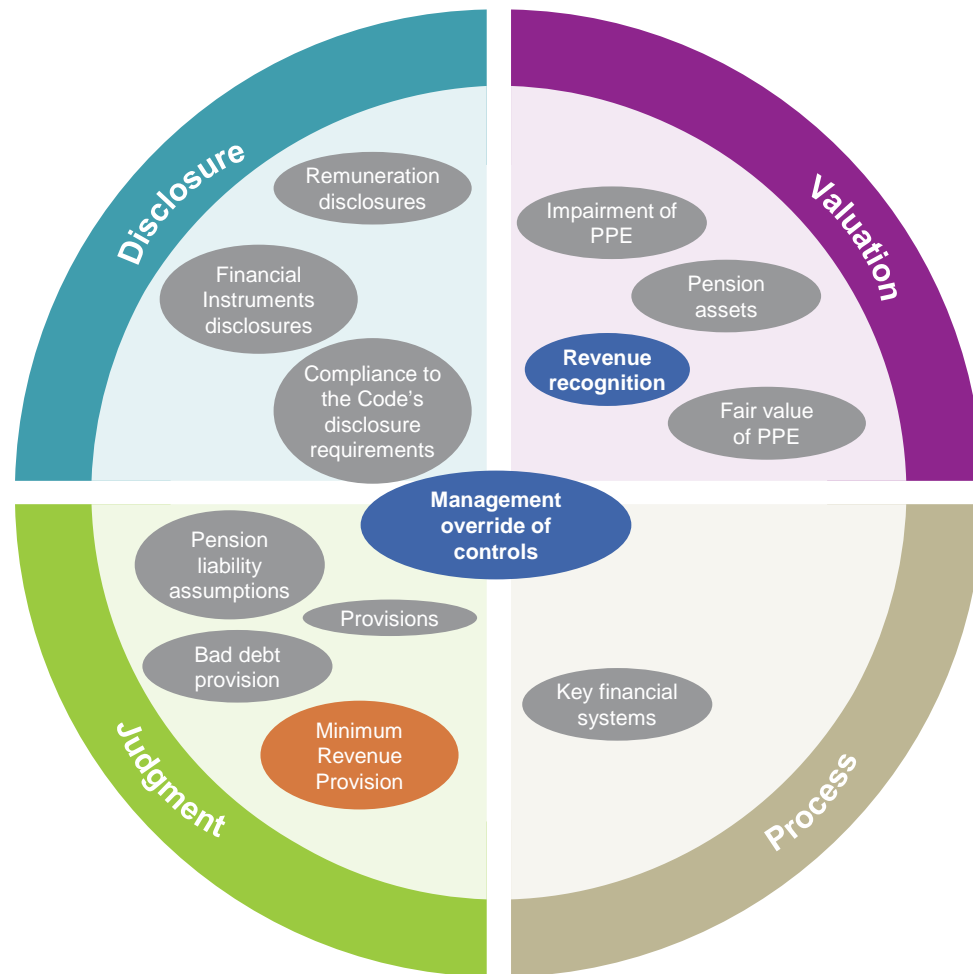 Disclosure
Remuneration
disclosures
Financial
Instruments
disclosures
Compliance to
the Code's
disclosure
requirements
Valuation
Impairment of
PPE
Pension
assets
Revenue
recognition
Fair value
of PPE
Management
override of
controls
Judgment
Pension
liability
assumptions
Provisions
Bad debt
provision
Minimum
Revenue
Provision
Process
Key financial
systems